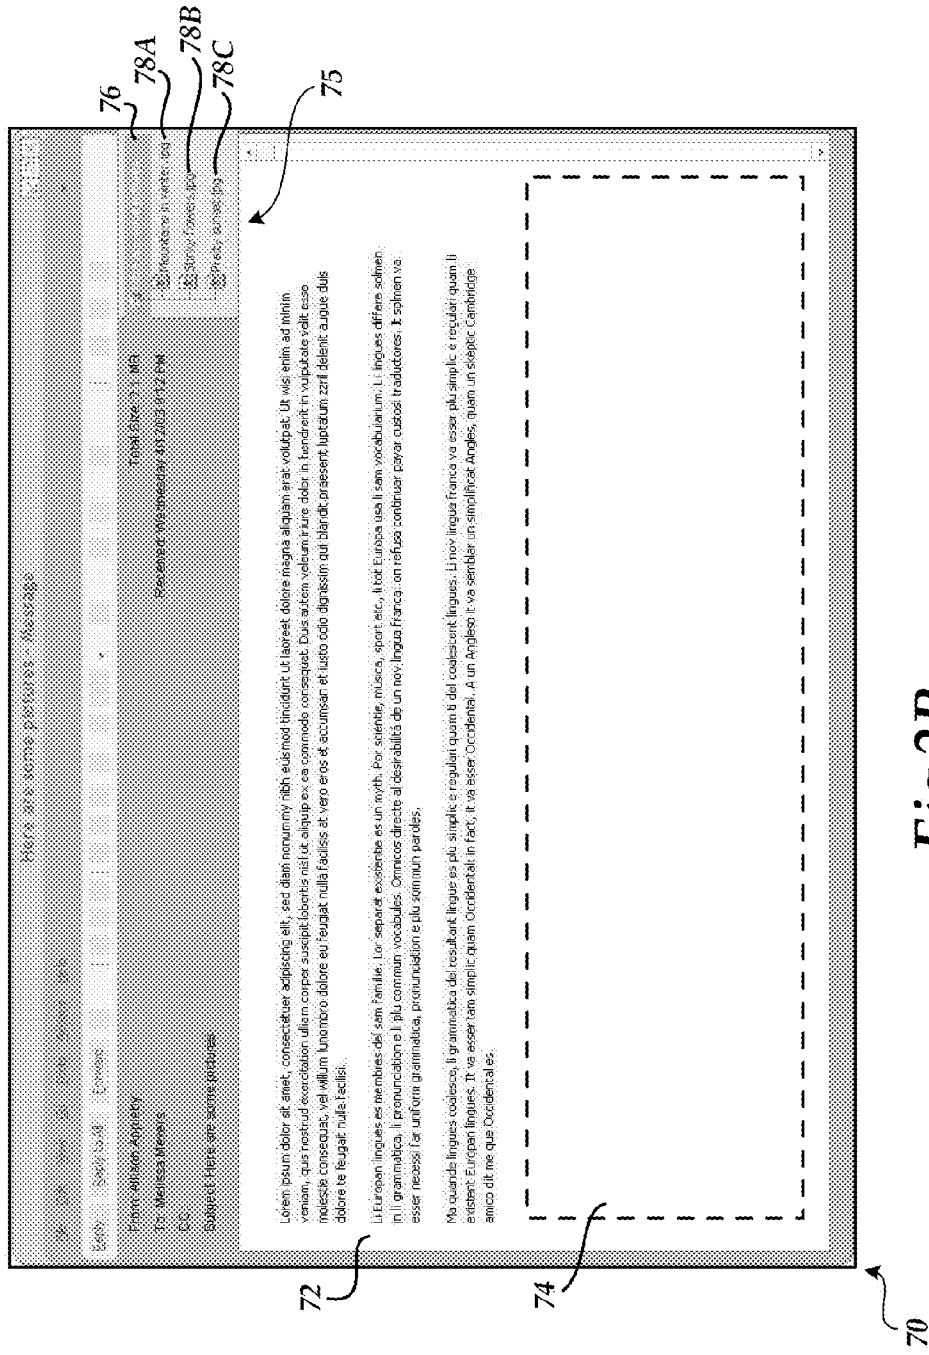 Here are some pictures - Message
Reply Reply to All Forward
From: Allison Appleby
Total Size: 2.1 MB
76
To: Melissa Meners
Received: Wednesday 4/12/03 8:12 PM
Mountains in winter.jpg
78A
CC:
Stinky flowers.jpg
78B
Subject: Here are some pictures
Pretty sunset.jpg
78C
75
72
Lorem ipsum dolor sit amet, consectetuer adipiscing elit, sed diam nonummy nibh euismod tincidunt ut laoreet dolore magna aliquam erat volutpat. Ut wisi enim ad minim
veniam, quis nostrud exercitation ullam corper suscipit lobortis nisl ut aliquip ex ea commodo consequat. Duis autem veleum iriure dolor in hendrerit in vulputate velit esse
molestie consequat, vel willum lunombro dolore eu feugiat nulla facilisis at vero eros et accumsan et iusto odio dignissim qui blandit praesent luptatum zzril delenit augue duis
dolore te feugait nulla facilisi.
Li Europan lingues es membres del sam familie. Lor separat existentie es un myth. Por scientie, musica, sport etc., li tot Europa usa li sam vocabularium. Li lingues differe solmen
in li grammatica, li pronunciation e li plu commun vocabules. Omnicos directe al desirabilitá de un nov lingua franca: on refusa continuar payar custosi traductores. It solmen va
esser necessi far uniform grammatica, pronunciation e plu sommun paroles.
Ma quande lingues coalesce, li grammatica del resultant lingue es plu simplic e regulari quam ti del coalescent lingues. Li nov lingua franca va esser plu simplic e regulari quam li
existent Europan lingues. It va esser tam simplic quam Occidental: in fact, it va esser Occidental. A un Angleso it va semblar un simplificat Angles, quam un skeptic Cambridge
amico dit me que Occidental es.
74
70